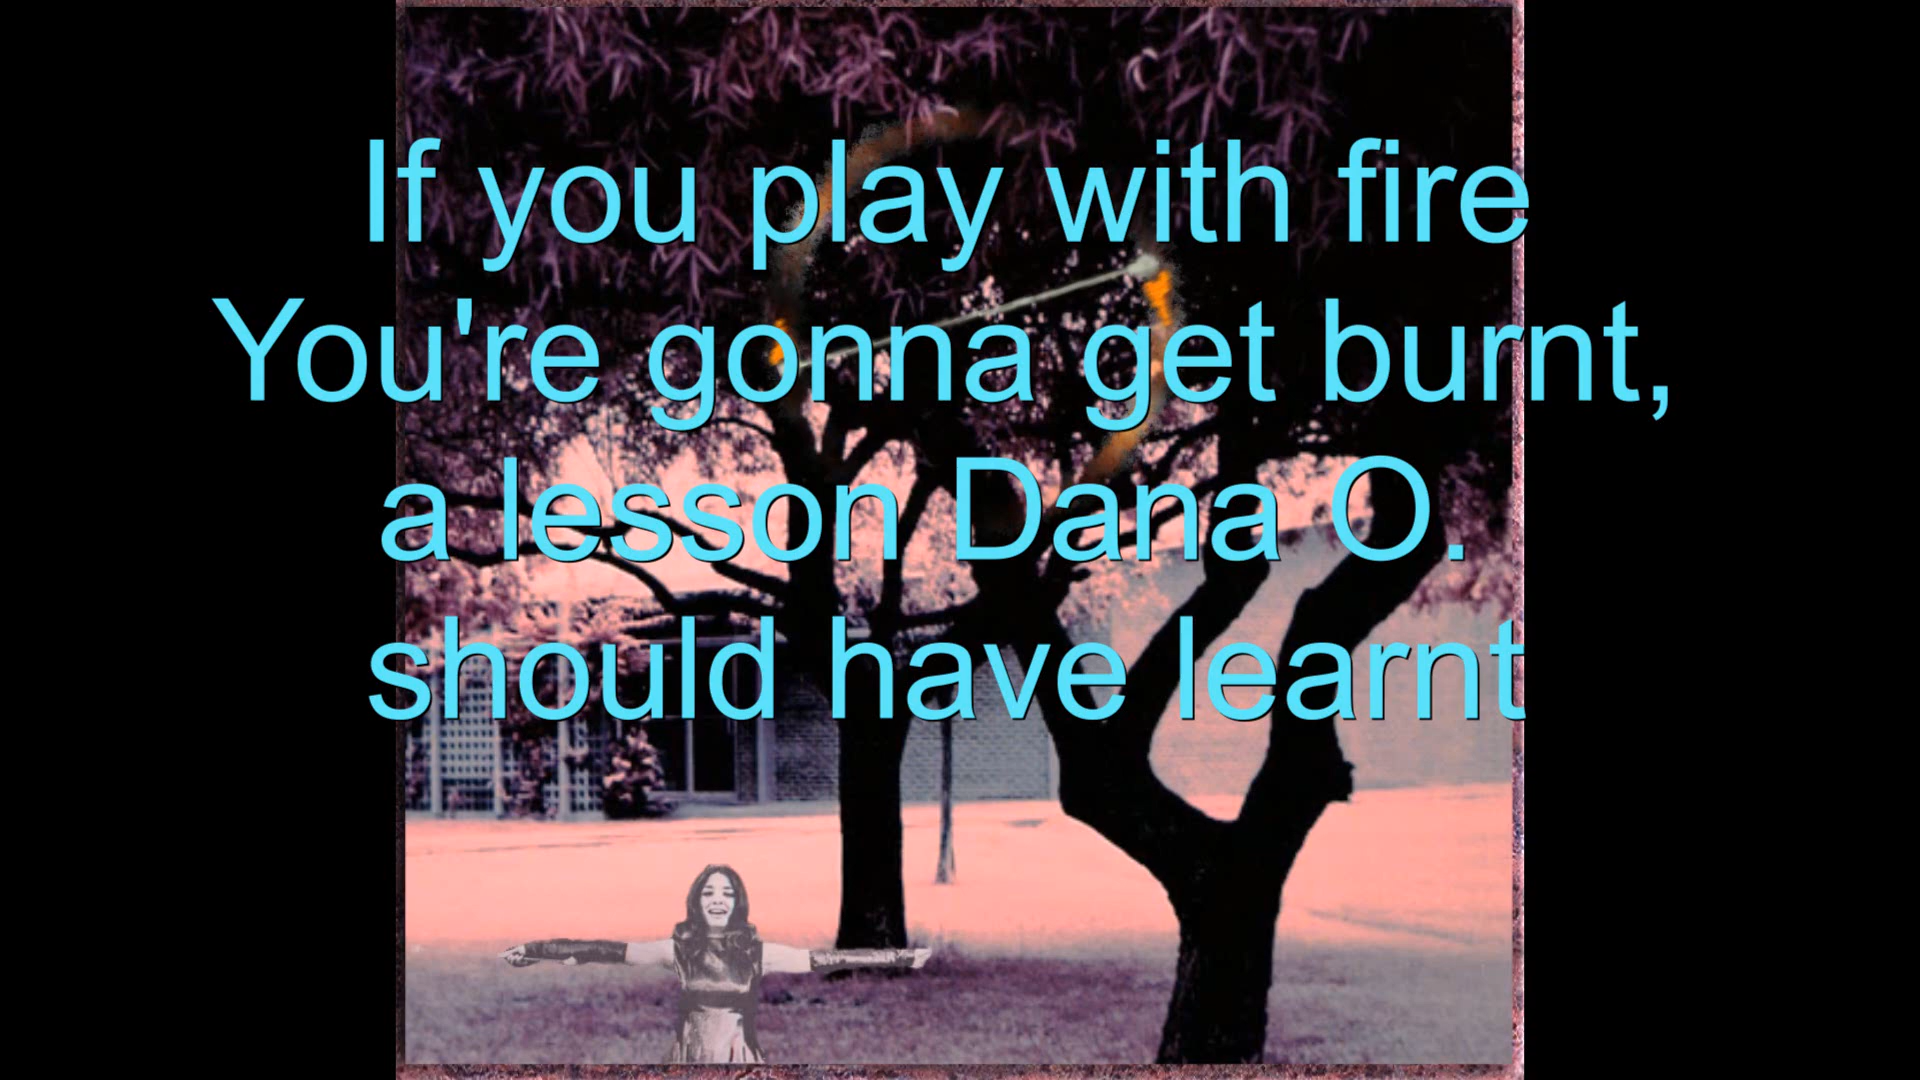 If you play with fire
You're gonna get burnt,
a lesson Dana O.
should have learnt